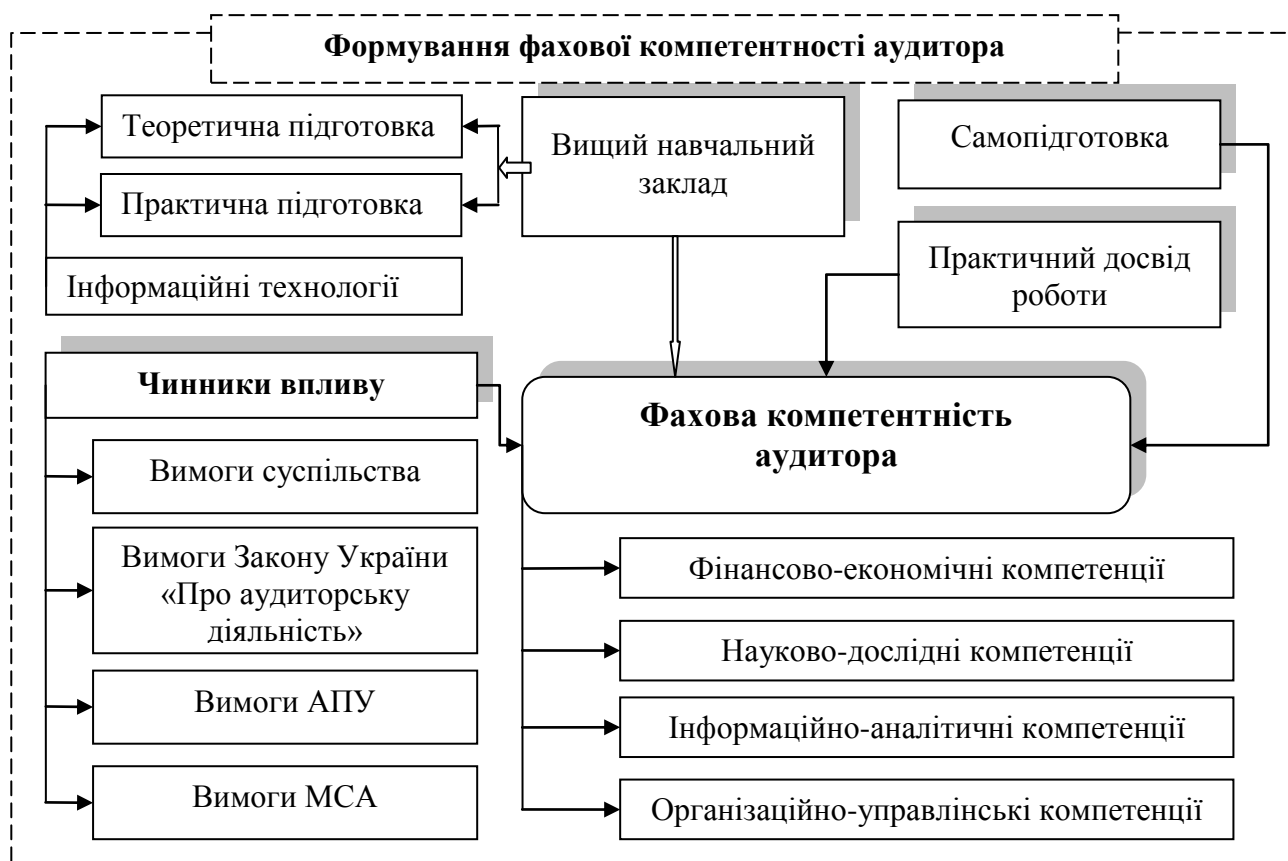 Формування фахової компетентності аудитора
Теоретична підготовка
Практична підготовка
Інформаційні технології
Вищий навчальний
заклад
Самопідготовка
Практичний досвід
роботи
Чинники впливу
Вимоги суспільства
Вимоги Закону України
«Про аудиторську
діяльність»
Вимоги АПУ
Вимоги МСА
Фахова компетентність
аудитора
Фінансово-економічні компетенції
Науково-дослідні компетенції
Інформаційно-аналітичні компетенції
Організаційно-управлінські компетенції